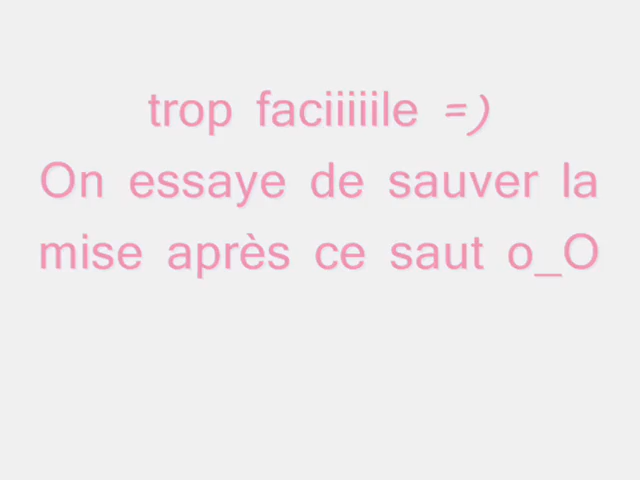 trop faciiiiile =)
On essaye de sauver la
mise après ce saut o_O